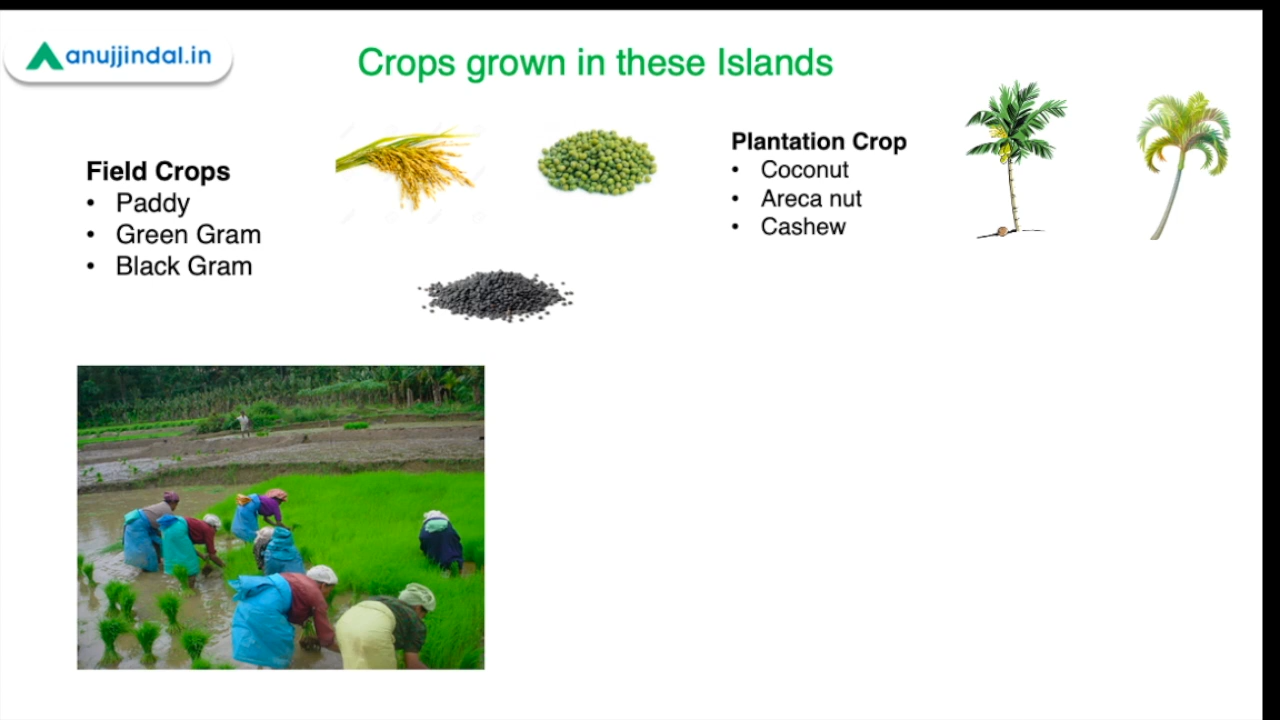 anujjindal.in
Crops grown in these Islands
Field Crops
• Paddy
• Green Gram
• Black Gram
Plantation Crop
• Coconut
• Areca nut
• Cashew